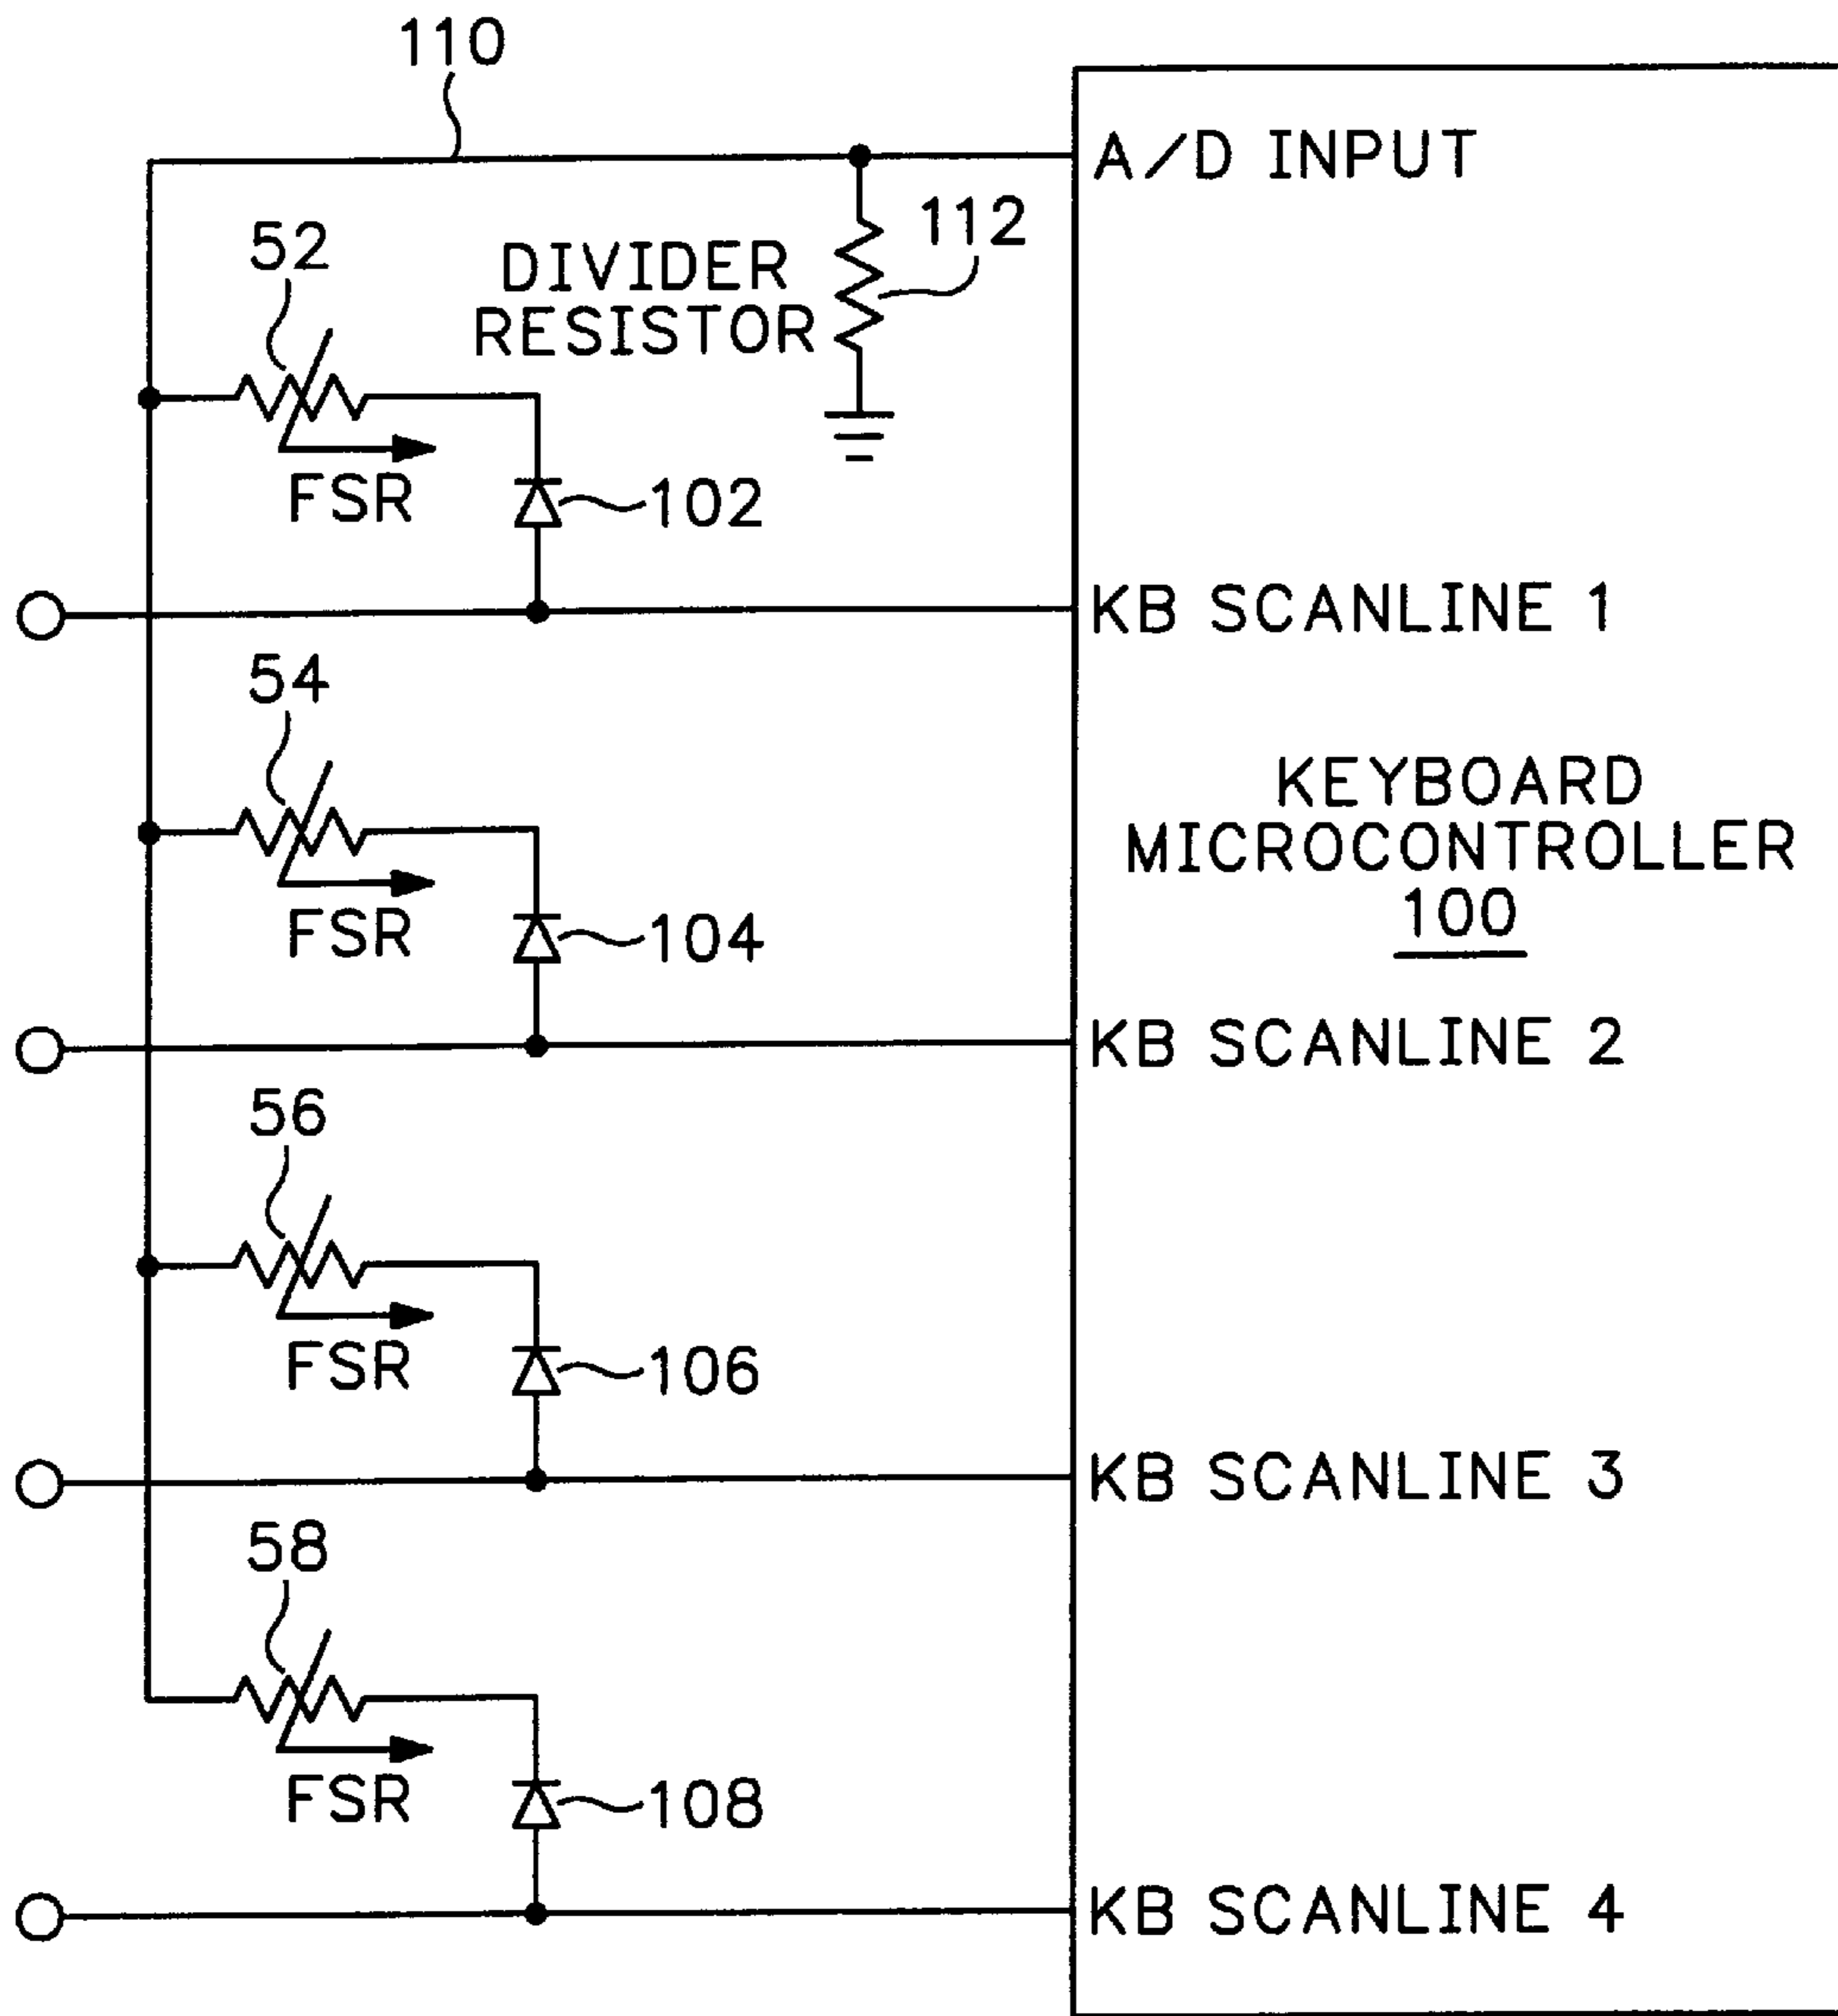 110
A/D INPUT
52
DIVIDER
RESISTOR
112
FSR
102
KB SCANLINE 1
54
KEYBOARD
MICROCONTROLLER
100
FSR
104
KB SCANLINE 2
56
FSR
106
KB SCANLINE 3
58
FSR
108
KB SCANLINE 4